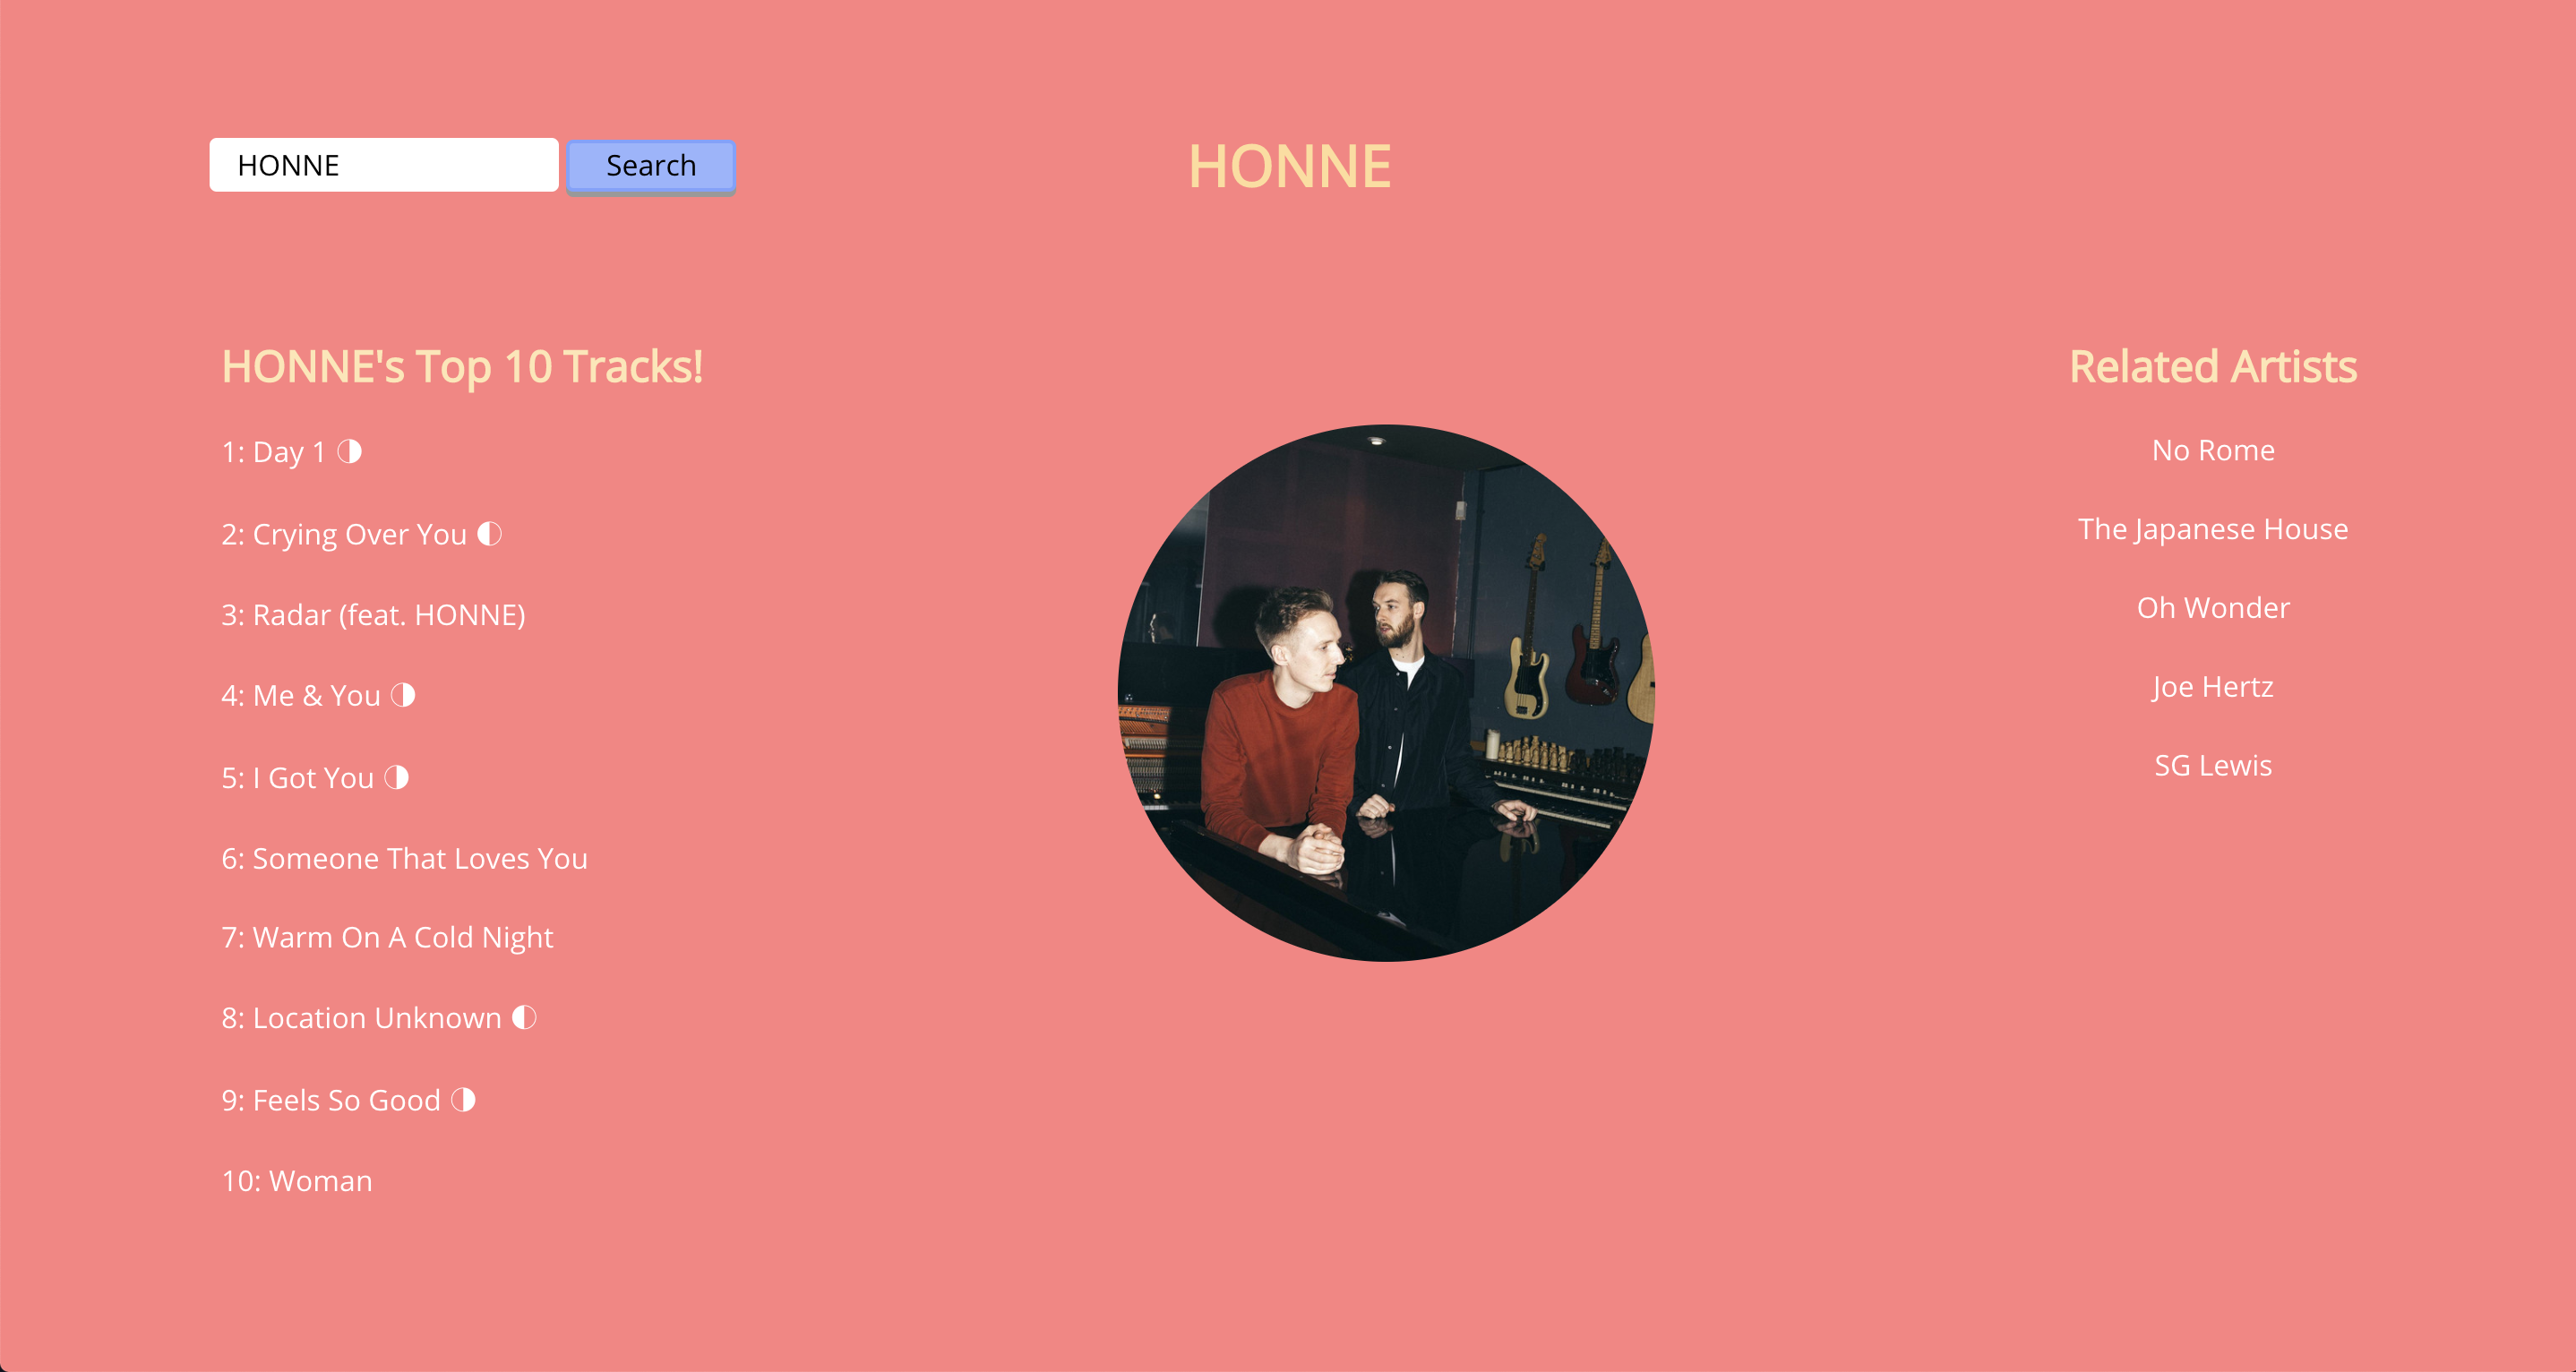 HONNE
Search
HONNE
HONNE's Top 10 Tracks!
1: Day 1 ◑
2: Crying Over You ◐
3: Radar (feat. HONNE)
4: Me & You ◑
5: I Got You ◑
6: Someone That Loves You
7: Warm On A Cold Night
8: Location Unknown ◐
9: Feels So Good ◑
10: Woman
Related Artists
No Rome
The Japanese House
Oh Wonder
Joe Hertz
SG Lewis